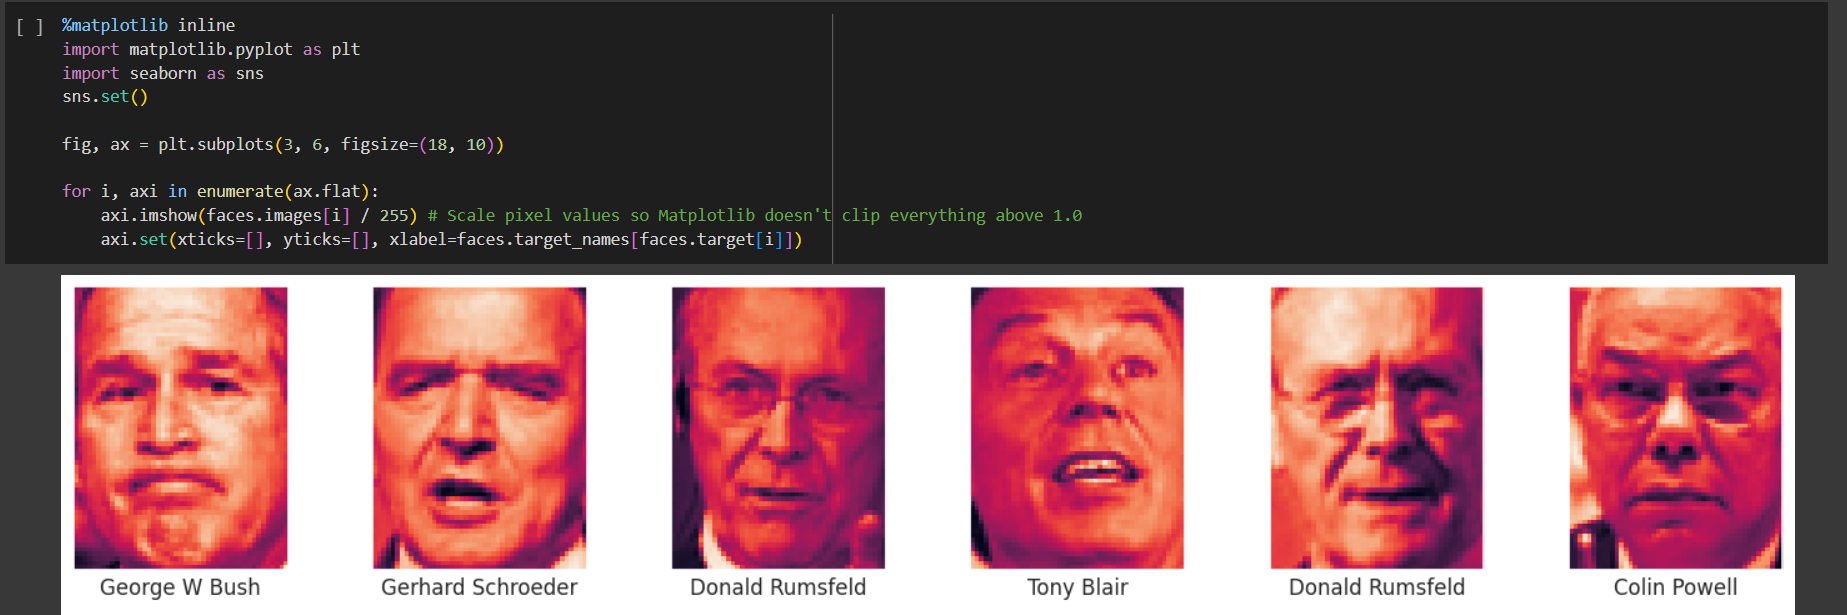 [ ] %matplotlib inline
import matplotlib.pyplot as plt
import seaborn as sns
sns.set()
fig, ax = plt.subplots(3, 6, figsize=(18, 10))
for i, axi in enumerate(ax.flat):
axi.imshow(faces.images[i] / 255) # Scale pixel values so Matplotlib doesn't clip everything above 1.0
axi.set(xticks=[], yticks=[], xlabel=faces.target_names[faces.target[i]])
George W Bush Gerhard Schroeder Donald Rumsfeld Tony Blair Donald Rumsfeld Colin Powell